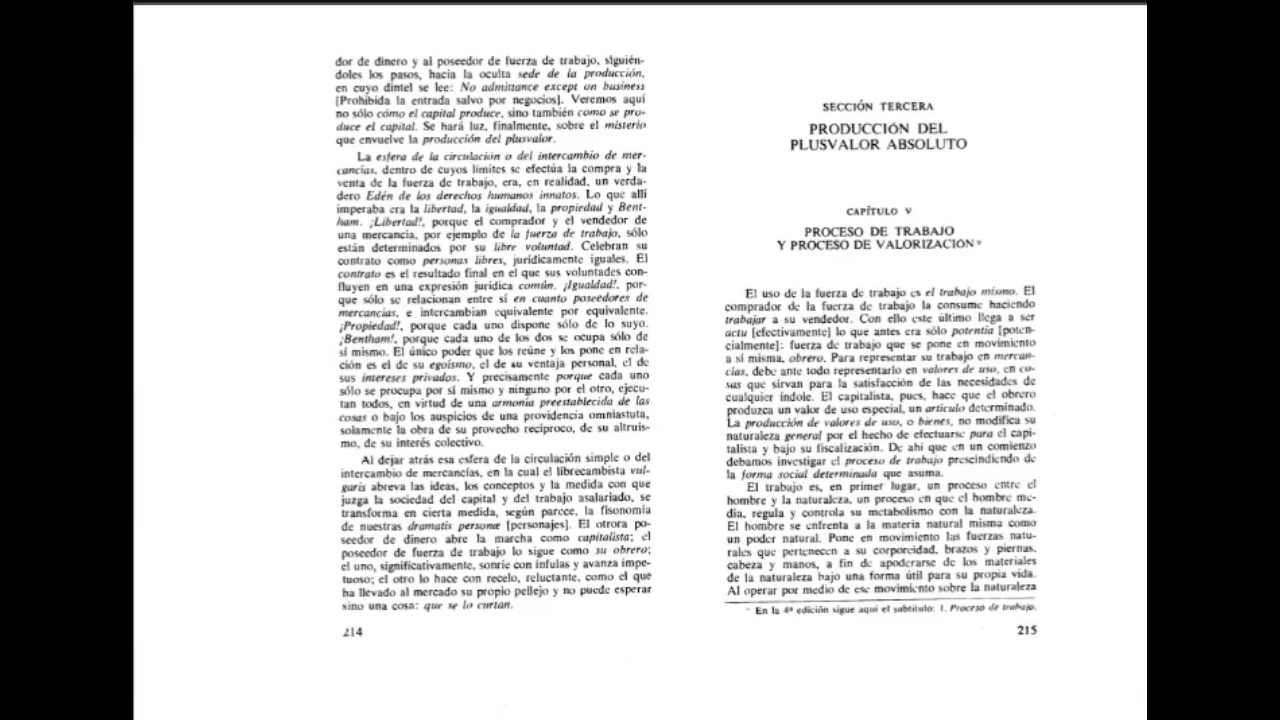 dor de dinero y al poseedor de fuerza de trabajo, siguién-
doles los pasos, hacia la oculta sede de la producción,
en cuyo dintel se lee: No admittance except on business
[Prohibida la entrada salvo por negocios]. Veremos aquí
no sólo cómo el capital produce, sino también cómo se pro-
duce el capital. Se hará luz, finalmente, sobre el misterio
que envuelve la producción del plusvalor.
La esfera de la circulación o del intercambio de mer-
cancías, dentro de cuyos límites se efectúa la compra y la
venta de la fuerza de trabajo, era, en realidad, un verda-
dero Edén de los derechos humanos innatos. Lo que allí
imperaba era la libertad, la igualdad, la propiedad y Bent-
ham. ¡Libertad!, porque el comprador y el vendedor de
una mercancía, por ejemplo de la fuerza de trabajo, sólo
están determinados por su libre voluntad. Celebran su
contrato como personas libres, jurídicamente iguales. El
contrato es el resultado final en el que sus voluntades con-
fluyen en una expresión jurídica común. ¡Igualdad!, por-
que sólo se relacionan entre sí en cuanto poseedores de
mercancías, e intercambian equivalente por equivalente.
¡Propiedad!, porque cada uno dispone sólo de lo suyo.
¡Bentham!, porque cada uno de los dos se ocupa sólo de
sí mismo. El único poder que los reúne y los pone en rela-
ción es el de su egoísmo, el de su ventaja personal, el de
sus intereses privados. Y precisamente porque cada uno
sólo se procupa por sí mismo y ninguno por el otro, ejecu-
tan todos, en virtud de una armonía preestablecida de las
cosas o bajo los auspicios de una providencia omniastuta,
solamente la obra de su provecho recíproco, de su altruis-
mo, de su interés colectivo.
Al dejar atrás esa esfera de la circulación simple o del
intercambio de mercancías, en la cual el librecambista vul-
garis abreva las ideas, los conceptos y la medida con que
juzga la sociedad del capital y del trabajo asalariado, se
transforma en cierta medida, según parece, la fisonomía
de nuestras dramatis personæ [personajes]. El otrora po-
seedor de dinero abre la marcha como capitalista; el
poseedor de fuerza de trabajo lo sigue como su obrero;
el uno, significativamente, sonríe con ínfulas y avanza impe-
tuoso; el otro lo hace con recelo, reluctante, como el que
ha llevado al mercado su propio pellejo y no puede esperar
sino una cosa: que se lo curtan.
214
SECCIÓN TERCERA
PRODUCCIÓN DEL
PLUSVALOR ABSOLUTO
CAPÍTULO V
PROCESO DE TRABAJO
Y PROCESO DE VALORIZACIÓN *
El uso de la fuerza de trabajo es el trabajo mismo. El
comprador de la fuerza de trabajo la consume haciendo
trabajar a su vendedor. Con ello este último llega a ser
actu [efectivamente] lo que antes era sólo potentia [poten-
cialmente]: fuerza de trabajo que se pone en movimiento
a sí misma, obrero. Para representar su trabajo en mercan-
cías, debe ante todo representarlo en valores de uso, en co-
sas que sirvan para la satisfacción de las necesidades de
cualquier índole. El capitalista, pues, hace que el obrero
produzca un valor de uso especial, un artículo determinado.
La producción de valores de uso, o bienes, no modifica su
naturaleza general por el hecho de efectuarse para el capi-
talista y bajo su fiscalización. De ahí que en un comienzo
debamos investigar el proceso de trabajo prescindiendo de
la forma social determinada que asuma.
El trabajo es, en primer lugar, un proceso entre el
hombre y la naturaleza, un proceso en que el hombre me-
dia, regula y controla su metabolismo con la naturaleza.
El hombre se enfrenta a la materia natural misma como
un poder natural. Pone en movimiento las fuerzas natu-
rales que pertenecen a su corporeidad, brazos y piernas,
cabeza y manos, a fin de apoderarse de los materiales
de la naturaleza bajo una forma útil para su propia vida.
Al operar por medio de ese movimiento sobre la naturaleza
* En la 4ª edición sigue aquí el subtítulo: 1. Proceso de trabajo.
215